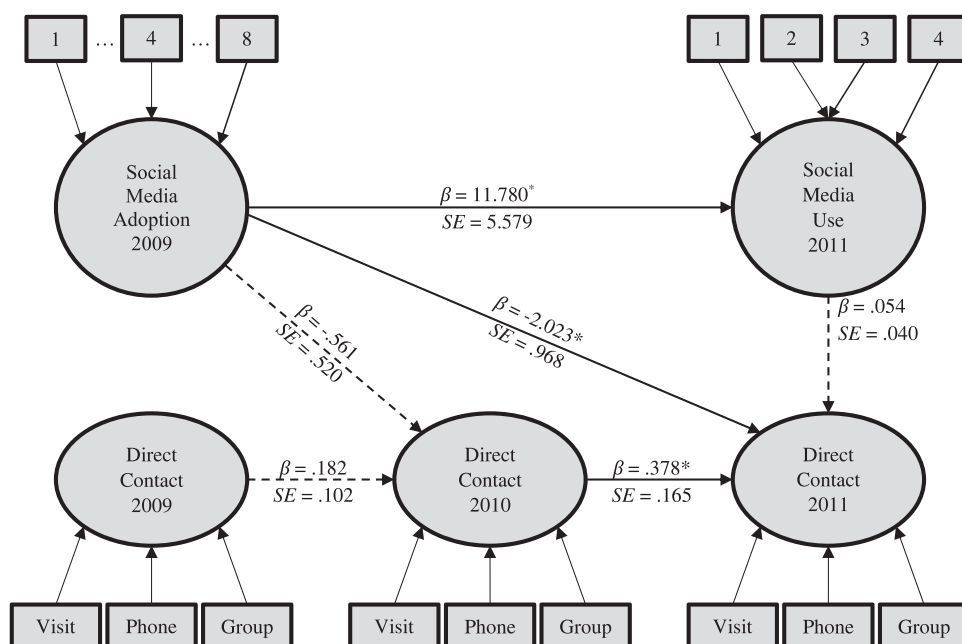 1 ... 4 ... 8
1 2 3 4
Social
Media
Adoption
2009
Social
Media
Use
2011
β = 11.780*
SE = 5.579
β = -.561
SE = .520
β = -2.023*
SE = .968
β = .054
SE = .040
Direct
Contact
2009
β = .182
SE = .102
Direct
Contact
2010
β = .378*
SE = .165
Direct
Contact
2011
Visit Phone Group
Visit Phone Group
Visit Phone Group